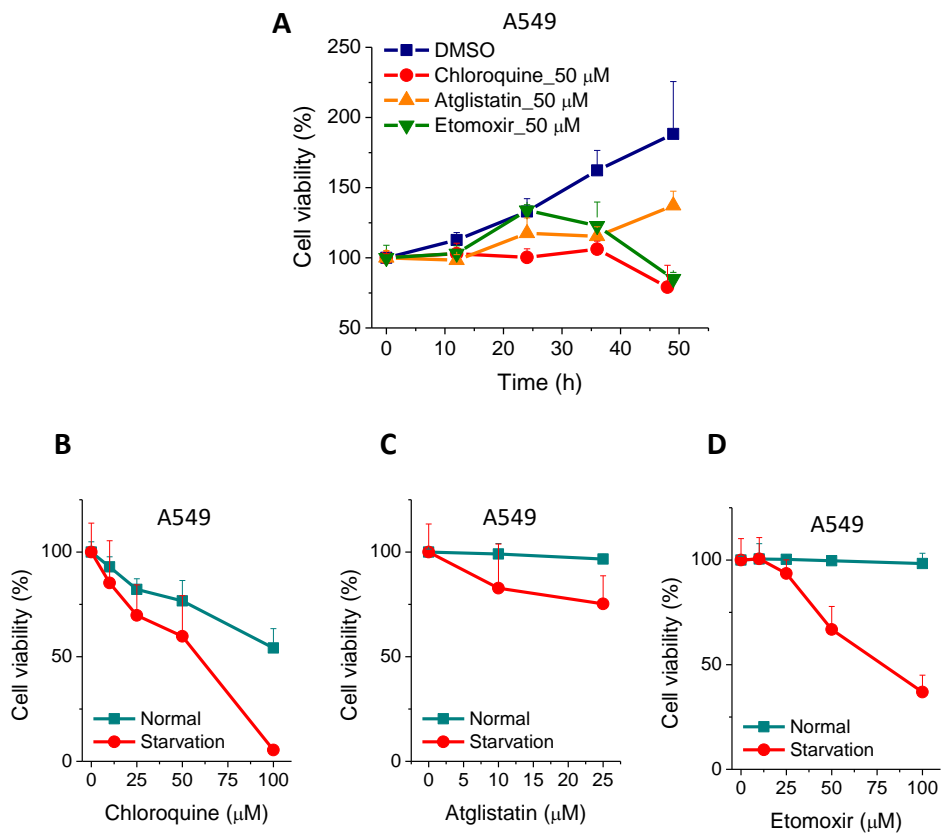 A
A549
DMSO
Chloroquine_50 μM
Atglistatin_50 μM
Etomoxir_50 μM
250
200
150
100
50
Cell viability (%)
0 10 20 30 40 50
Time (h)
B
A549
100
50
0
Cell viability (%)
Normal
Starvation
0 25 50 75 100
Chloroquine (μM)
C
A549
100
50
0
Cell viability (%)
Normal
Starvation
0 5 10 15 20 25
Atglistatin (μM)
D
A549
100
50
0
Cell viability (%)
Normal
Starvation
0 25 50 75 100
Etomoxir (μM)